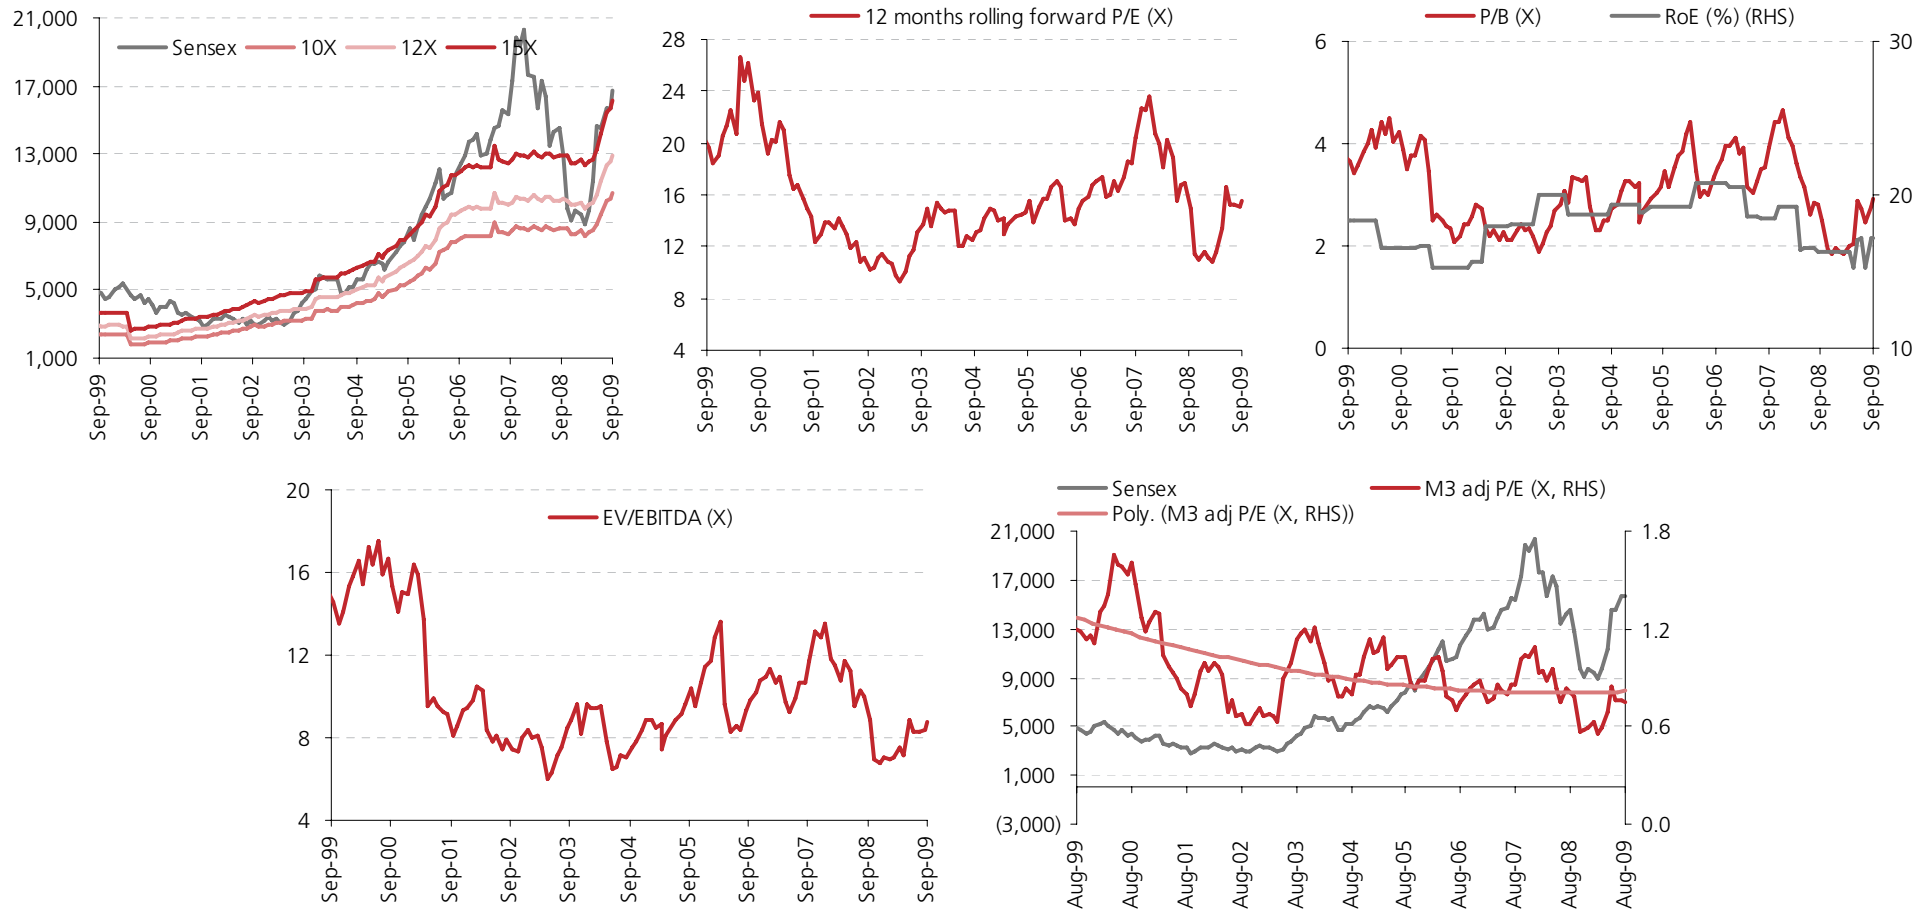 Sensex 10X 12X 15X
21,000
17,000
13,000
9,000
5,000
1,000
Sep-99 Sep-00 Sep-01 Sep-02 Sep-03 Sep-04 Sep-05 Sep-06 Sep-07 Sep-08 Sep-09
12 months rolling forward P/E (X)
28
24
20
16
12
8
4
Sep-99 Sep-00 Sep-01 Sep-02 Sep-03 Sep-04 Sep-05 Sep-06 Sep-07 Sep-08 Sep-09
P/B (X) RoE (%) (RHS)
6 30
4
20
2
0 10
Sep-99 Sep-00 Sep-01 Sep-02 Sep-03 Sep-04 Sep-05 Sep-06 Sep-07 Sep-08 Sep-09
EV/EBITDA (X)
20
16
12
8
4
Sep-99 Sep-00 Sep-01 Sep-02 Sep-03 Sep-04 Sep-05 Sep-06 Sep-07 Sep-08 Sep-09
Sensex M3 adj P/E (X, RHS)
Poly. (M3 adj P/E (X, RHS))
21,000 1.8
17,000
13,000 1.2
9,000
5,000 0.6
1,000
(3,000) 0.0
Aug-99 Aug-00 Aug-01 Aug-02 Aug-03 Aug-04 Aug-05 Aug-06 Aug-07 Aug-08 Aug-09